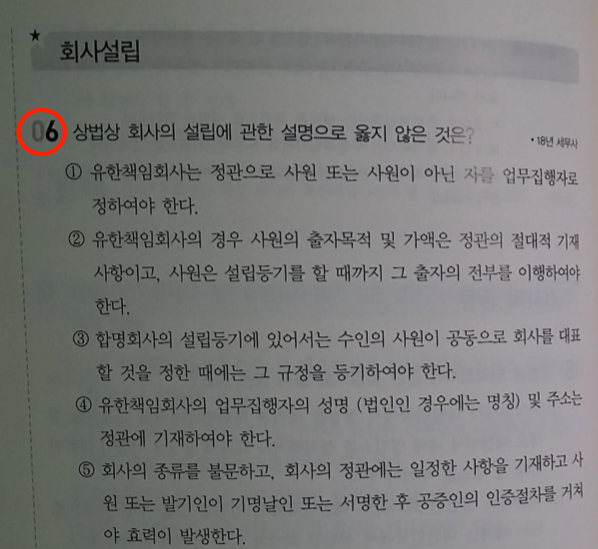 ★
회사설립
06 상법상 회사의 설립에 관한 설명으로 옳지 않은 것은?
• 18년 세무사
① 유한책임회사는 정관으로 사원 또는 사원이 아닌 자를 업무집행자로
정하여야 한다.
② 유한책임회사의 경우 사원의 출자목적 및 가액은 정관의 절대적 기재
사항이고, 사원은 설립등기를 할 때까지 그 출자의 전부를 이행하여야
한다.
③ 합명회사의 설립등기에 있어서는 수인의 사원이 공동으로 회사를 대표
할 것을 정한 때에는 그 규정을 등기하여야 한다.
④ 유한책임회사의 업무집행자의 성명 (법인인 경우에는 명칭) 및 주소는
정관에 기재하여야 한다.
⑤ 회사의 종류를 불문하고, 회사의 정관에는 일정한 사항을 기재하고 사
원 또는 발기인이 기명날인 또는 서명한 후 공증인의 인증절차를 거쳐
야 효력이 발생한다.